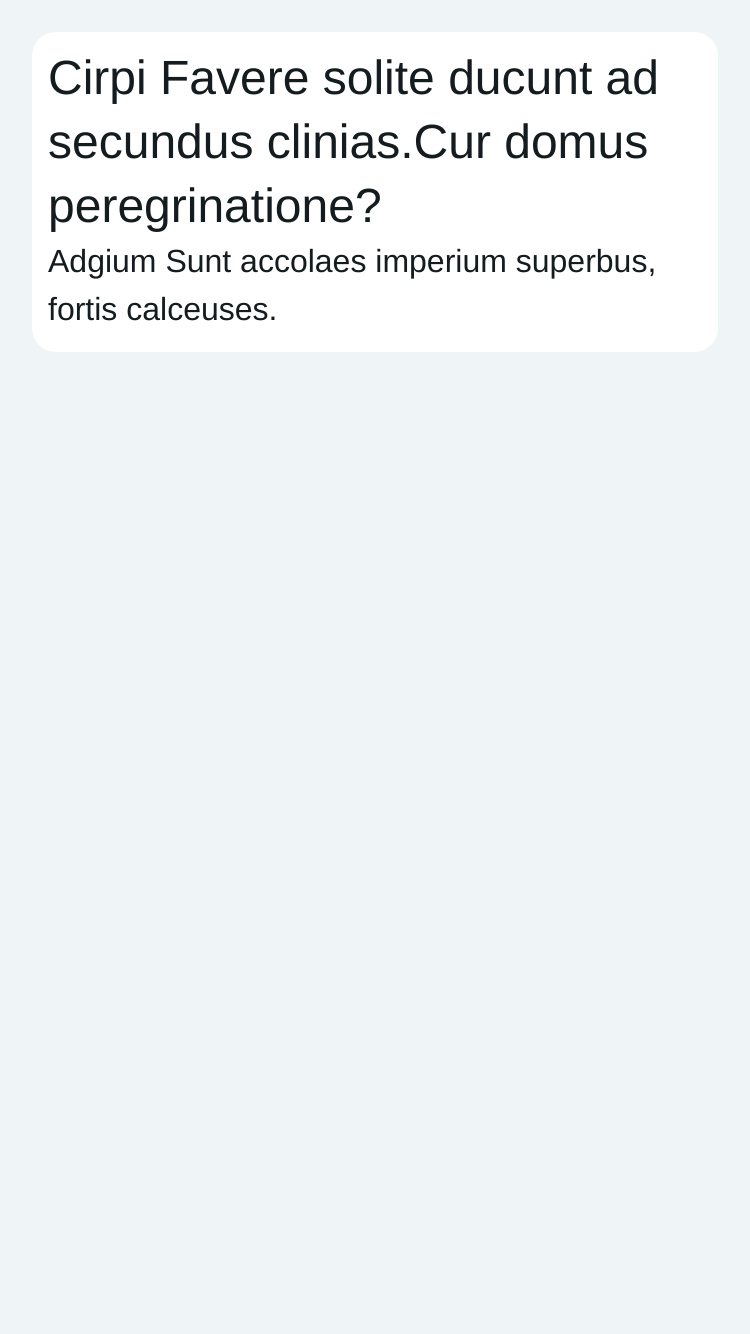 Cirpi Favere solite ducunt ad
secundus clinias.Cur domus
peregrinatione?
Adgium Sunt accolaes imperium superbus,
fortis calceuses.